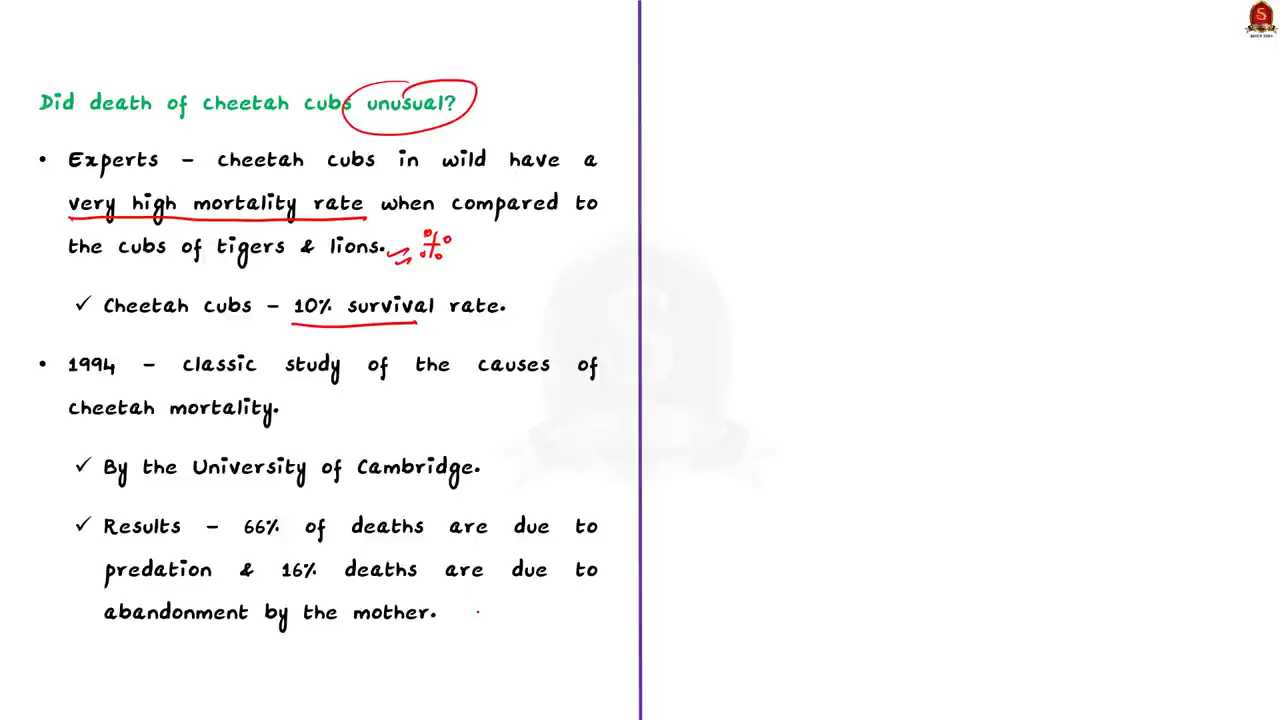 Did death of cheetah cubs unusual?
• Experts - cheetah cubs in wild have a
very high mortality rate when compared to
the cubs of tigers & lions.
✓ Cheetah cubs - 10% survival rate.
• 1994 - classic study of the causes of
cheetah mortality.
✓ By the University of Cambridge.
✓ Results - 66% of deaths are due to
predation & 16% deaths are due to
abandonment by the mother.
S